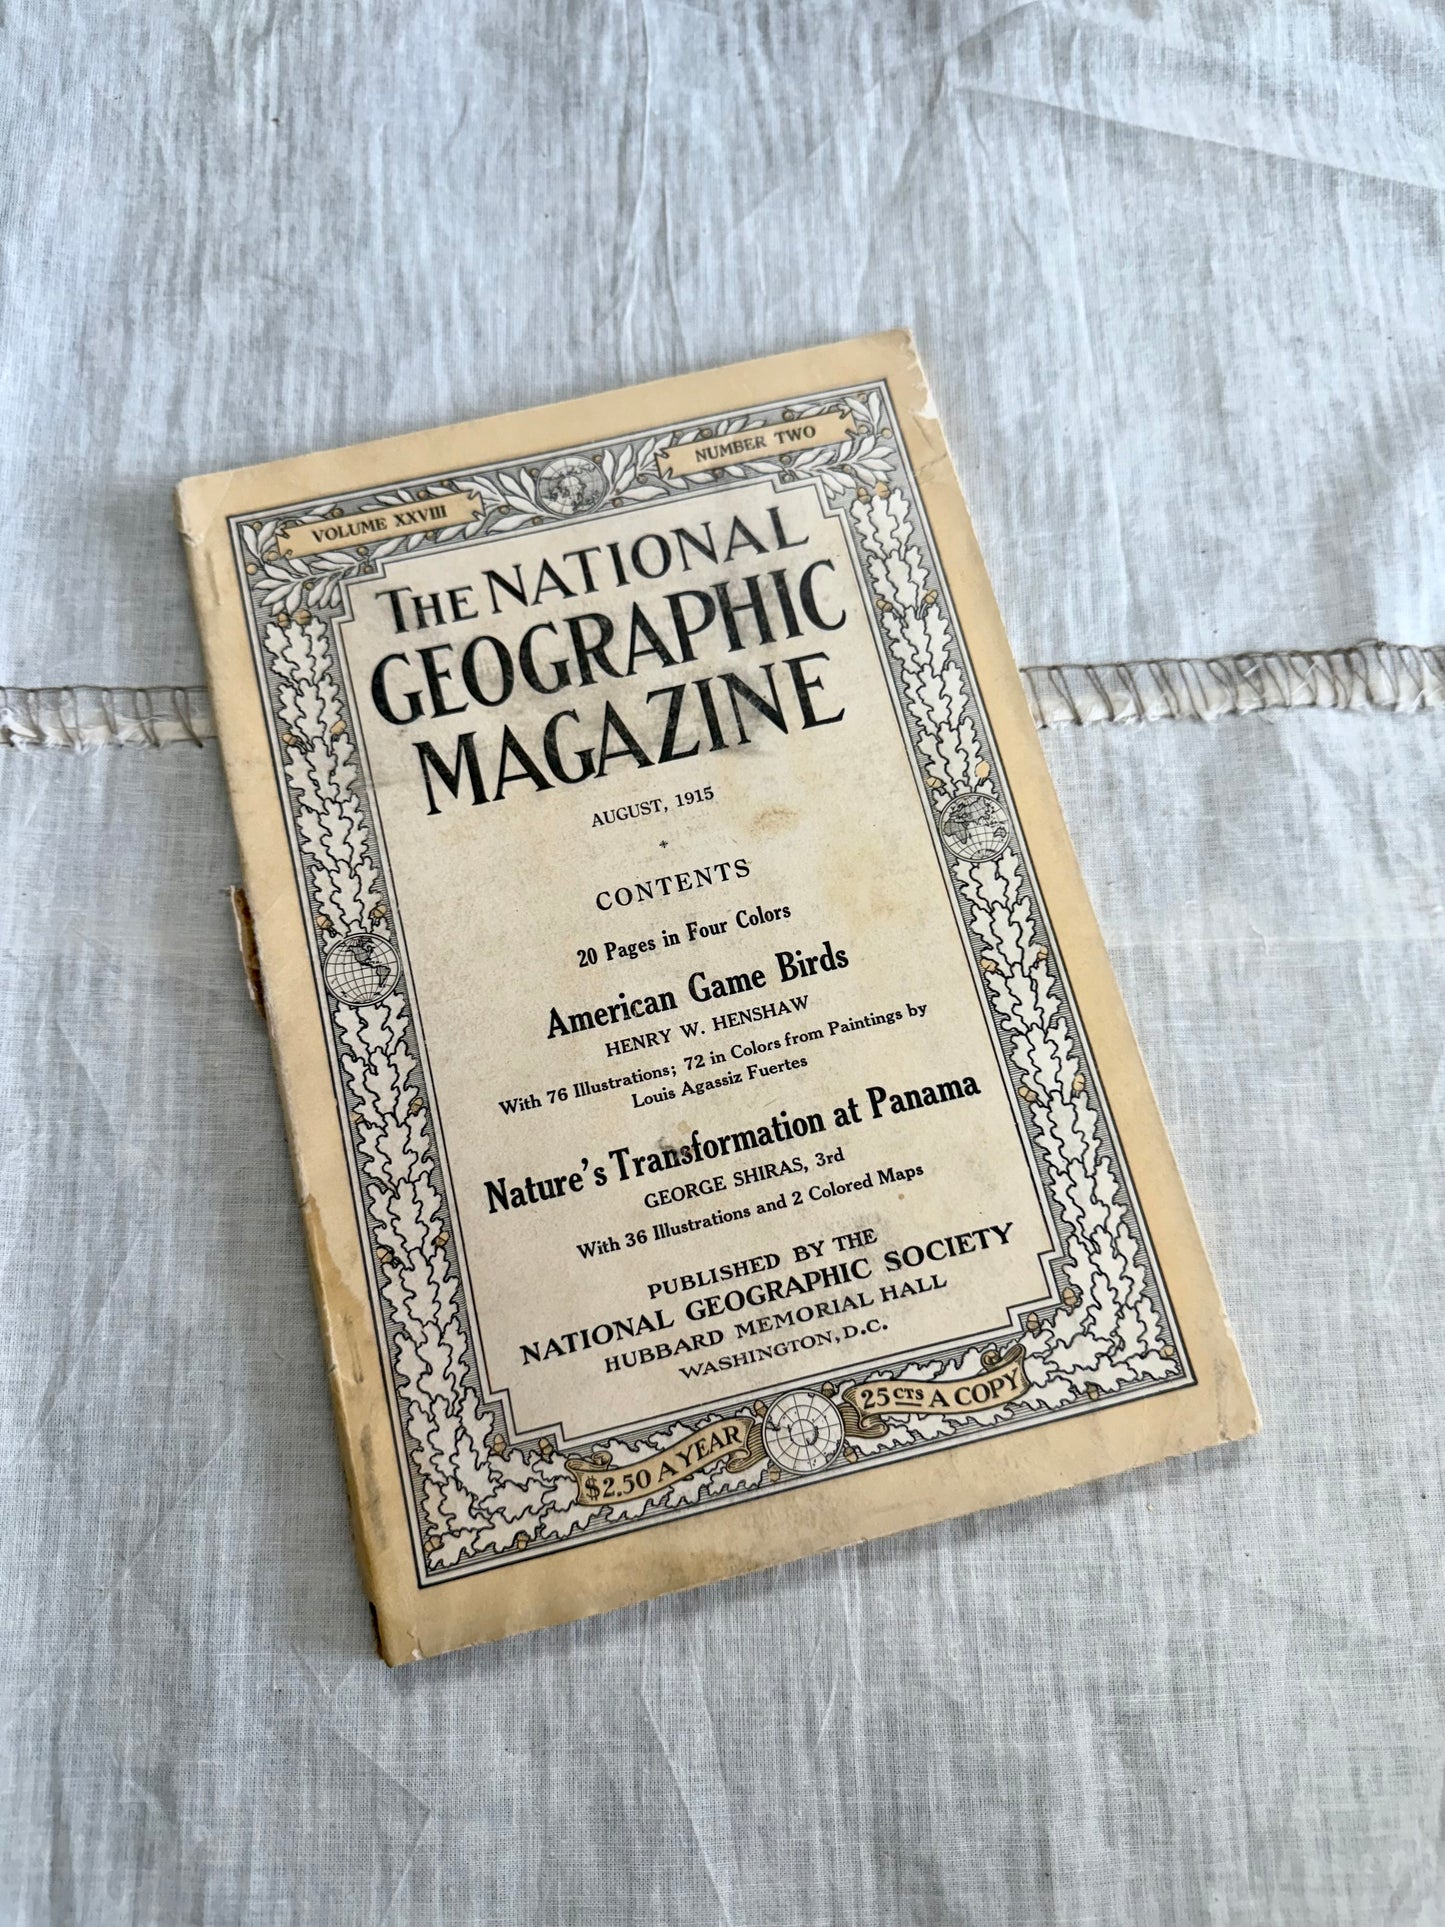 VOLUME XXVIII
NUMBER TWO
THE NATIONAL
GEOGRAPHIC
MAGAZINE
AUGUST, 1915
CONTENTS
20 Pages in Four Colors
American Game Birds
HENRY W. HENSHAW
With 76 Illustrations; 72 in Colors from Paintings by
Louis Agassiz Fuertes
Nature's Transformation at Panama
GEORGE SHIRAS, 3rd
With 36 Illustrations and 2 Colored Maps
PUBLISHED BY THE
NATIONAL GEOGRAPHIC SOCIETY
HUBBARD MEMORIAL HALL
WASHINGTON, D.C.
$2.50 A YEAR
25 CTS A COPY